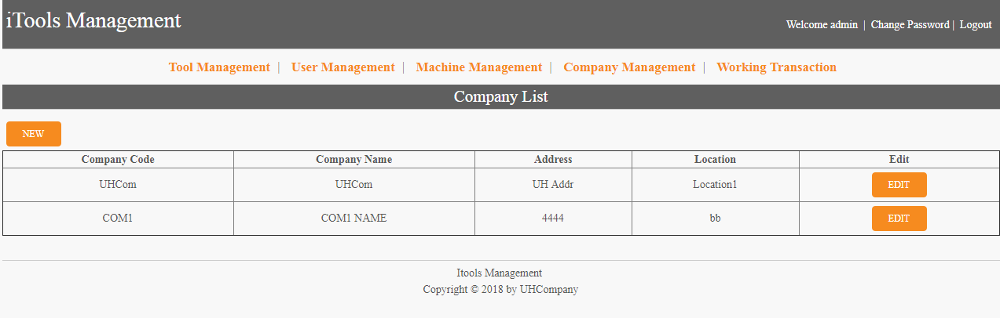 iTools Management
Welcome admin | Change Password | Logout
Tool Management | User Management | Machine Management | Company Management | Working Transaction
Company List
NEW
Company Code Company Name Address Location Edit
UHCom UHCom UH Addr Location1 EDIT
COM1 COM1 NAME 4444 bb EDIT
Itools Management
Copyright © 2018 by UHCompany